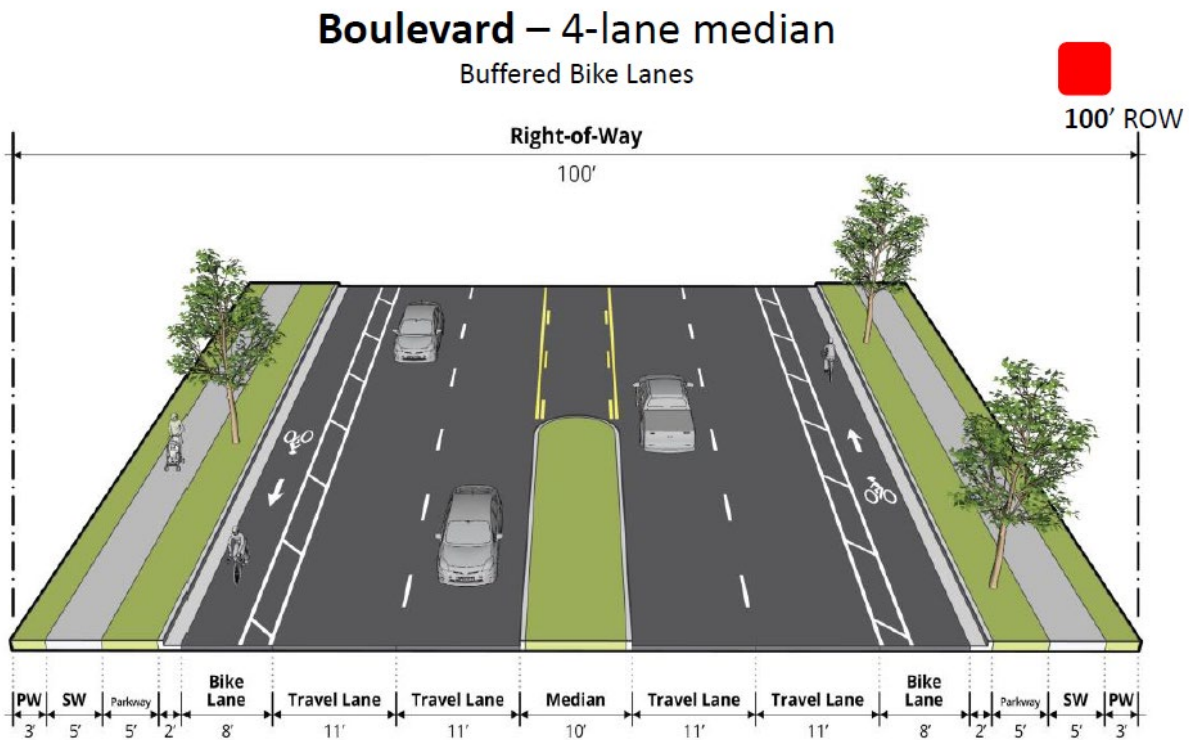 Boulevard – 4-lane median
Buffered Bike Lanes
100' ROW
Right-of-Way
100'
PW SW Parkway Bike Lane Travel Lane Travel Lane Median Travel Lane Travel Lane Bike Lane Parkway SW PW
3' 5' 5' 2' 8' 11' 11' 10' 11' 11' 8' 2' 5' 5' 3'